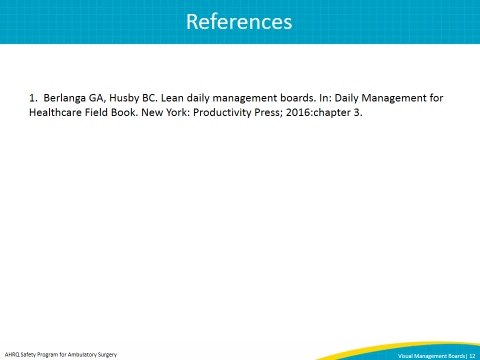 References
1. Berlanga GA, Husby BC. Lean daily management boards. In: Daily Management for
Healthcare Field Book. New York: Productivity Press; 2016:chapter 3.
AHRQ Safety Program for Ambulatory Surgery
Visual Management Boards| 12